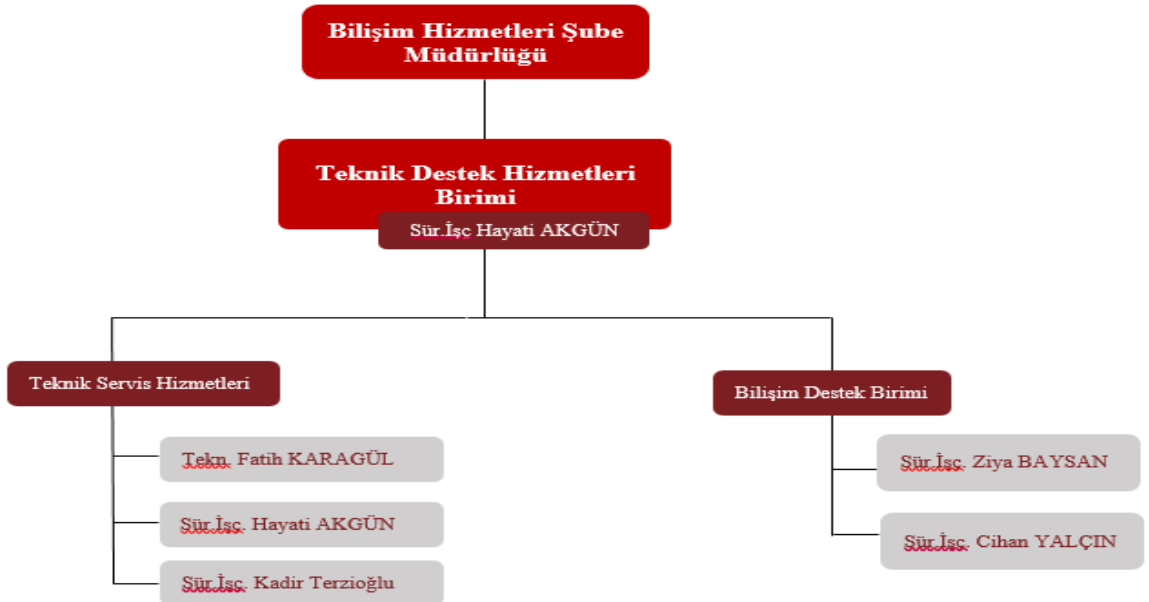 Bilişim Hizmetleri Şube
Müdürlüğü
Teknik Destek Hizmetleri
Birimi
Sür.İşç Hayati AKGÜN
Teknik Servis Hizmetleri
Tekn. Fatih KARAGÜL
Sür.İşç. Hayati AKGÜN
Sür.İşç. Kadir Terzioğlu
Bilişim Destek Birimi
Sür.İşç. Ziya BAYSAN
Sür.İşç. Cihan YALÇIN